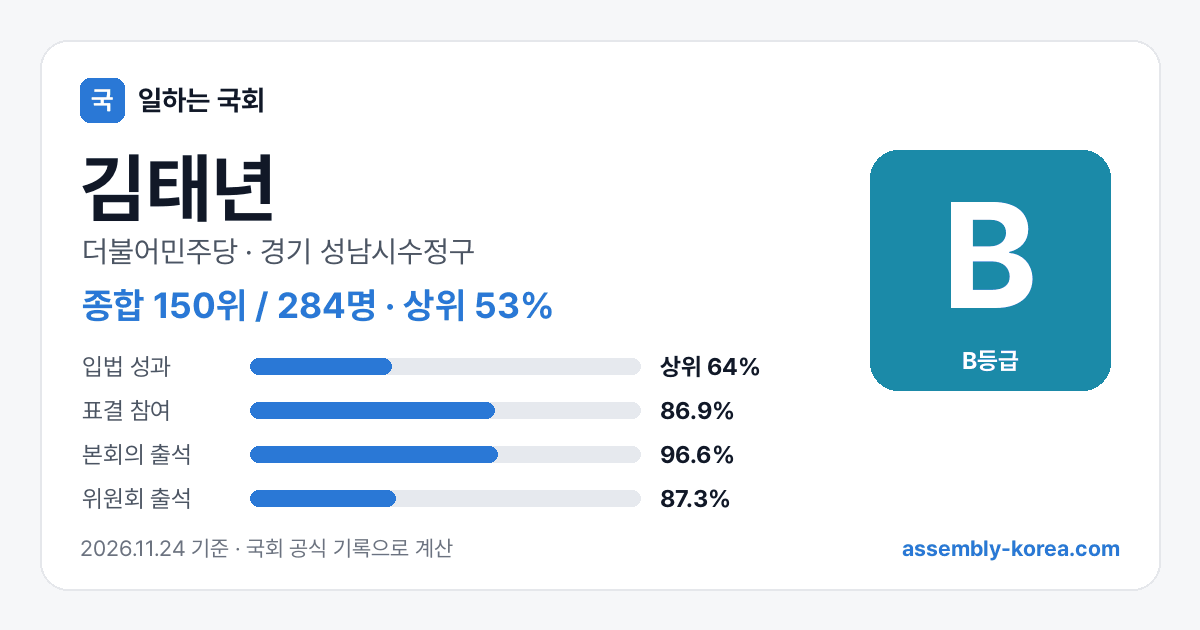 국 일하는 국회
김태년
더불어민주당 · 경기 성남시수정구
종합 150위 / 284명 · 상위 53%
B
B등급
입법 성과 상위 64%
표결 참여 86.9%
본회의 출석 96.6%
위원회 출석 87.3%
2026.11.24 기준 · 국회 공식 기록으로 계산
assembly-korea.com